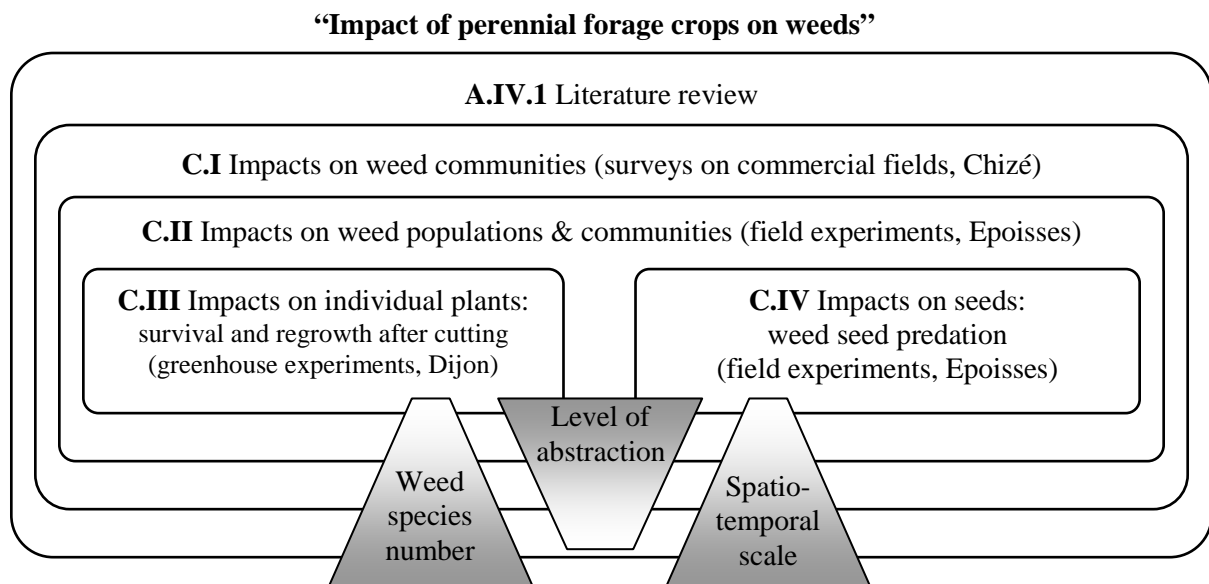 “Impact of perennial forage crops on weeds”
A.IV.1 Literature review
C.I Impacts on weed communities (surveys on commercial fields, Chizé)
C.II Impacts on weed populations & communities (field experiments, Epoisses)
C.III Impacts on individual plants:
survival and regrowth after cutting
(greenhouse experiments, Dijon)
C.IV Impacts on seeds:
weed seed predation
(field experiments, Epoisses)
Level of
abstraction
Weed
species
number
Spatio-
temporal
scale